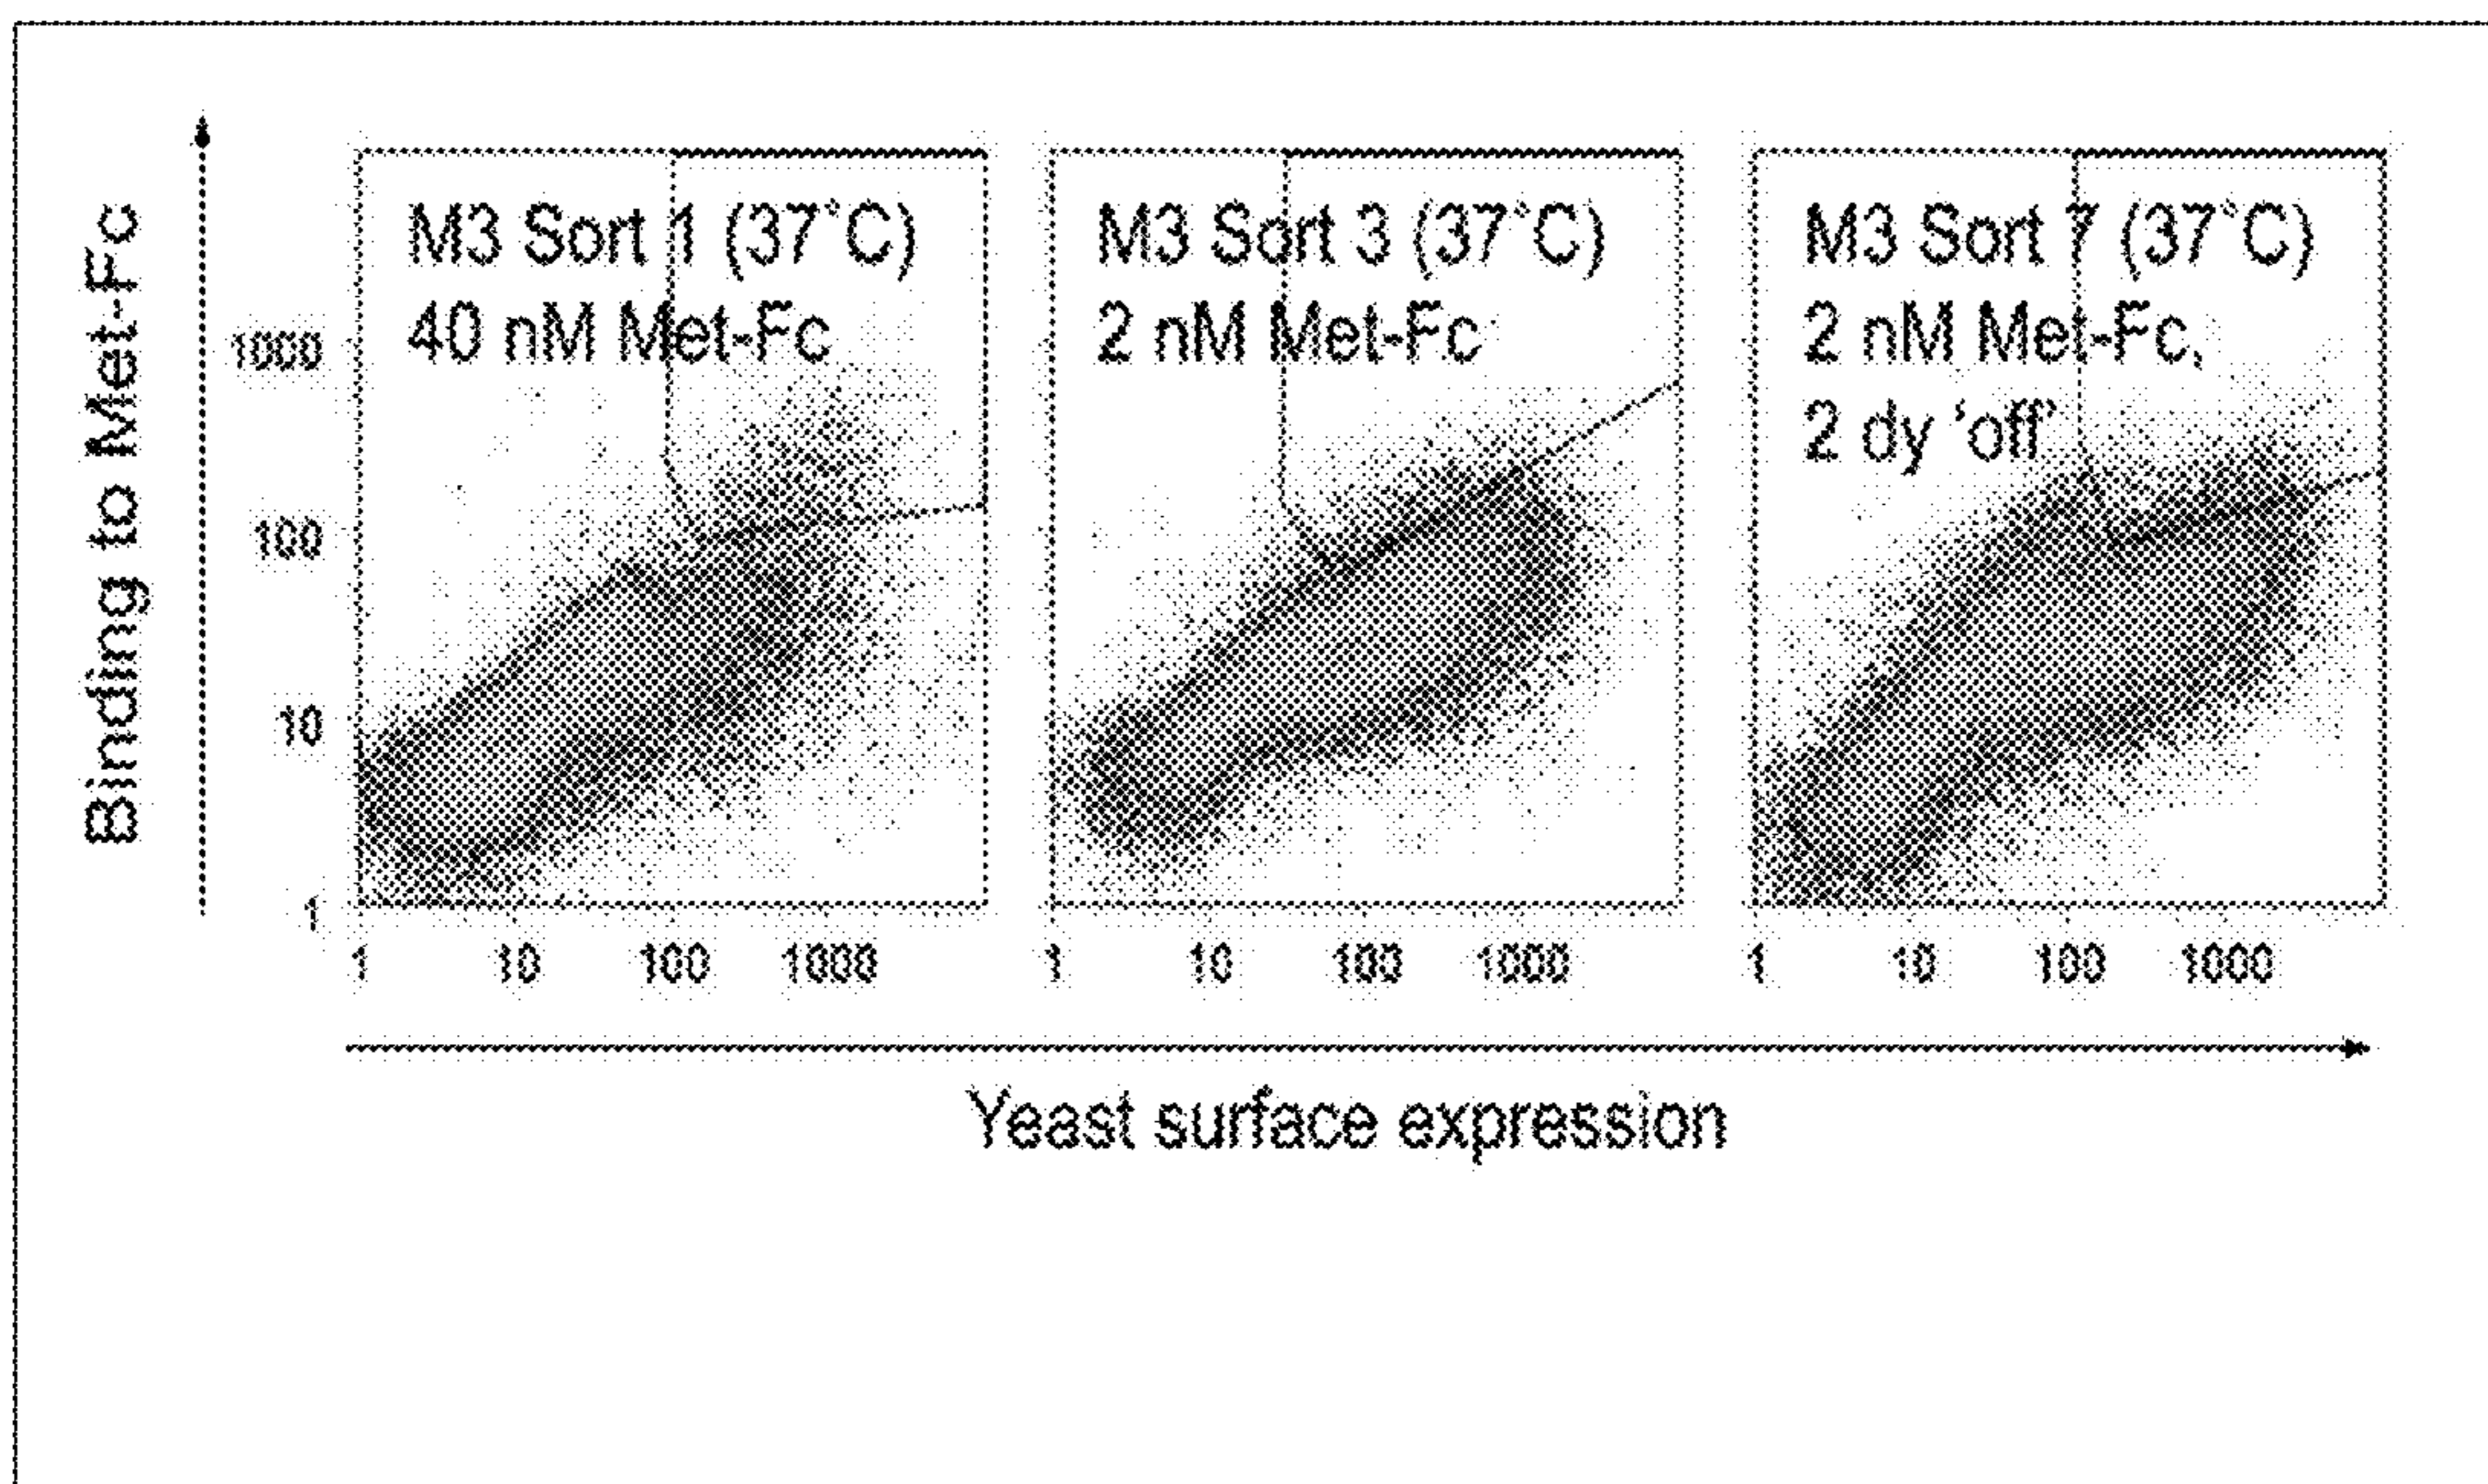 Binding to Met-Fc
M3 Sort 1 (37°C)
40 nM Met-Fc
M3 Sort 3 (37°C)
2 nM Met-Fc
M3 Sort 7 (37°C)
2 nM Met-Fc,
2 dy 'off'
1000
100
10
1
1 10 100 1000
1 10 100 1000
1 10 100 1000
Yeast surface expression